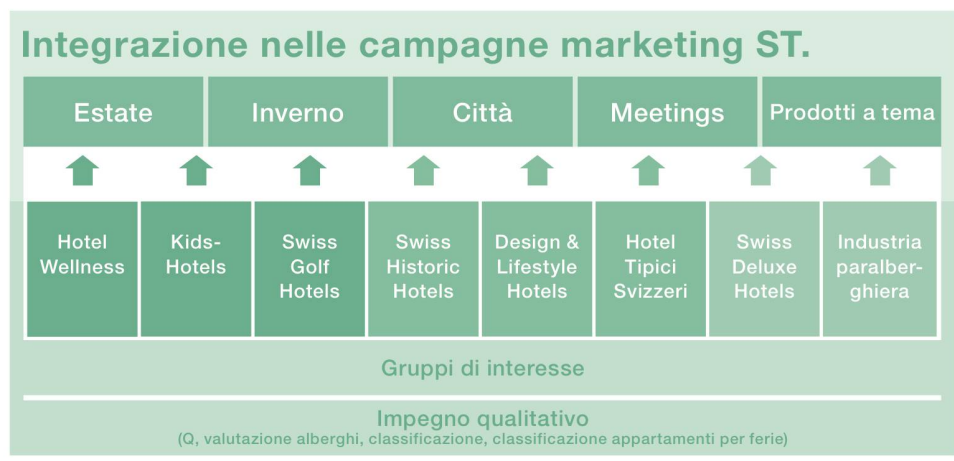 Integrazione nelle campagne marketing ST.
Estate
Inverno
Città
Meetings
Prodotti a tema
Hotel
Wellness
Kids-
Hotels
Swiss
Golf
Hotels
Swiss
Historic
Hotels
Design &
Lifestyle
Hotels
Hotel
Tipici
Svizzeri
Swiss
Deluxe
Hotels
Industria
paralber-
ghiera
Gruppi di interesse
Impegno qualitativo
(Q, valutazione alberghi, classificazione, classificazione appartamenti per ferie)